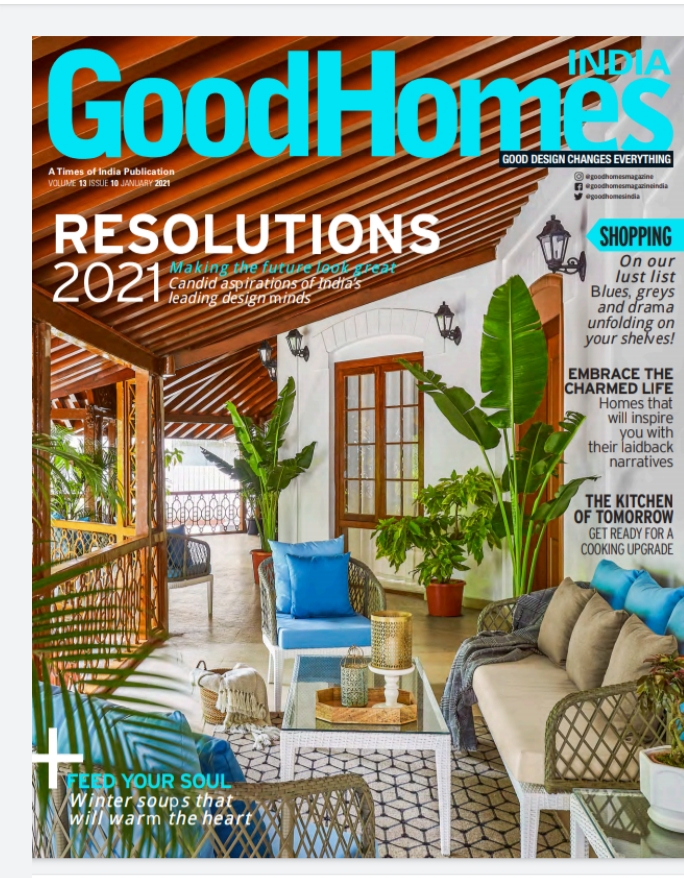 INDIA
GoodHomes
GOOD DESIGN CHANGES EVERYTHING
A Times of India Publication
VOLUME 13 ISSUE 10 JANUARY 2021
@goodhomesmagazine
@goodhomesmagazineindia
@goodhomesindia
RESOLUTIONS
2021
Making the future look great
Candid aspirations of India's
leading design minds
SHOPPING
On our
lust list
Blues, greys
and drama
unfolding on
your shelves!
EMBRACE THE
CHARMED LIFE
Homes that
will inspire
you with
their laidback
narratives
THE KITCHEN
OF TOMORROW
GET READY FOR A
COOKING UPGRADE
+
FEED YOUR SOUL
Winter soups that
will warm the heart